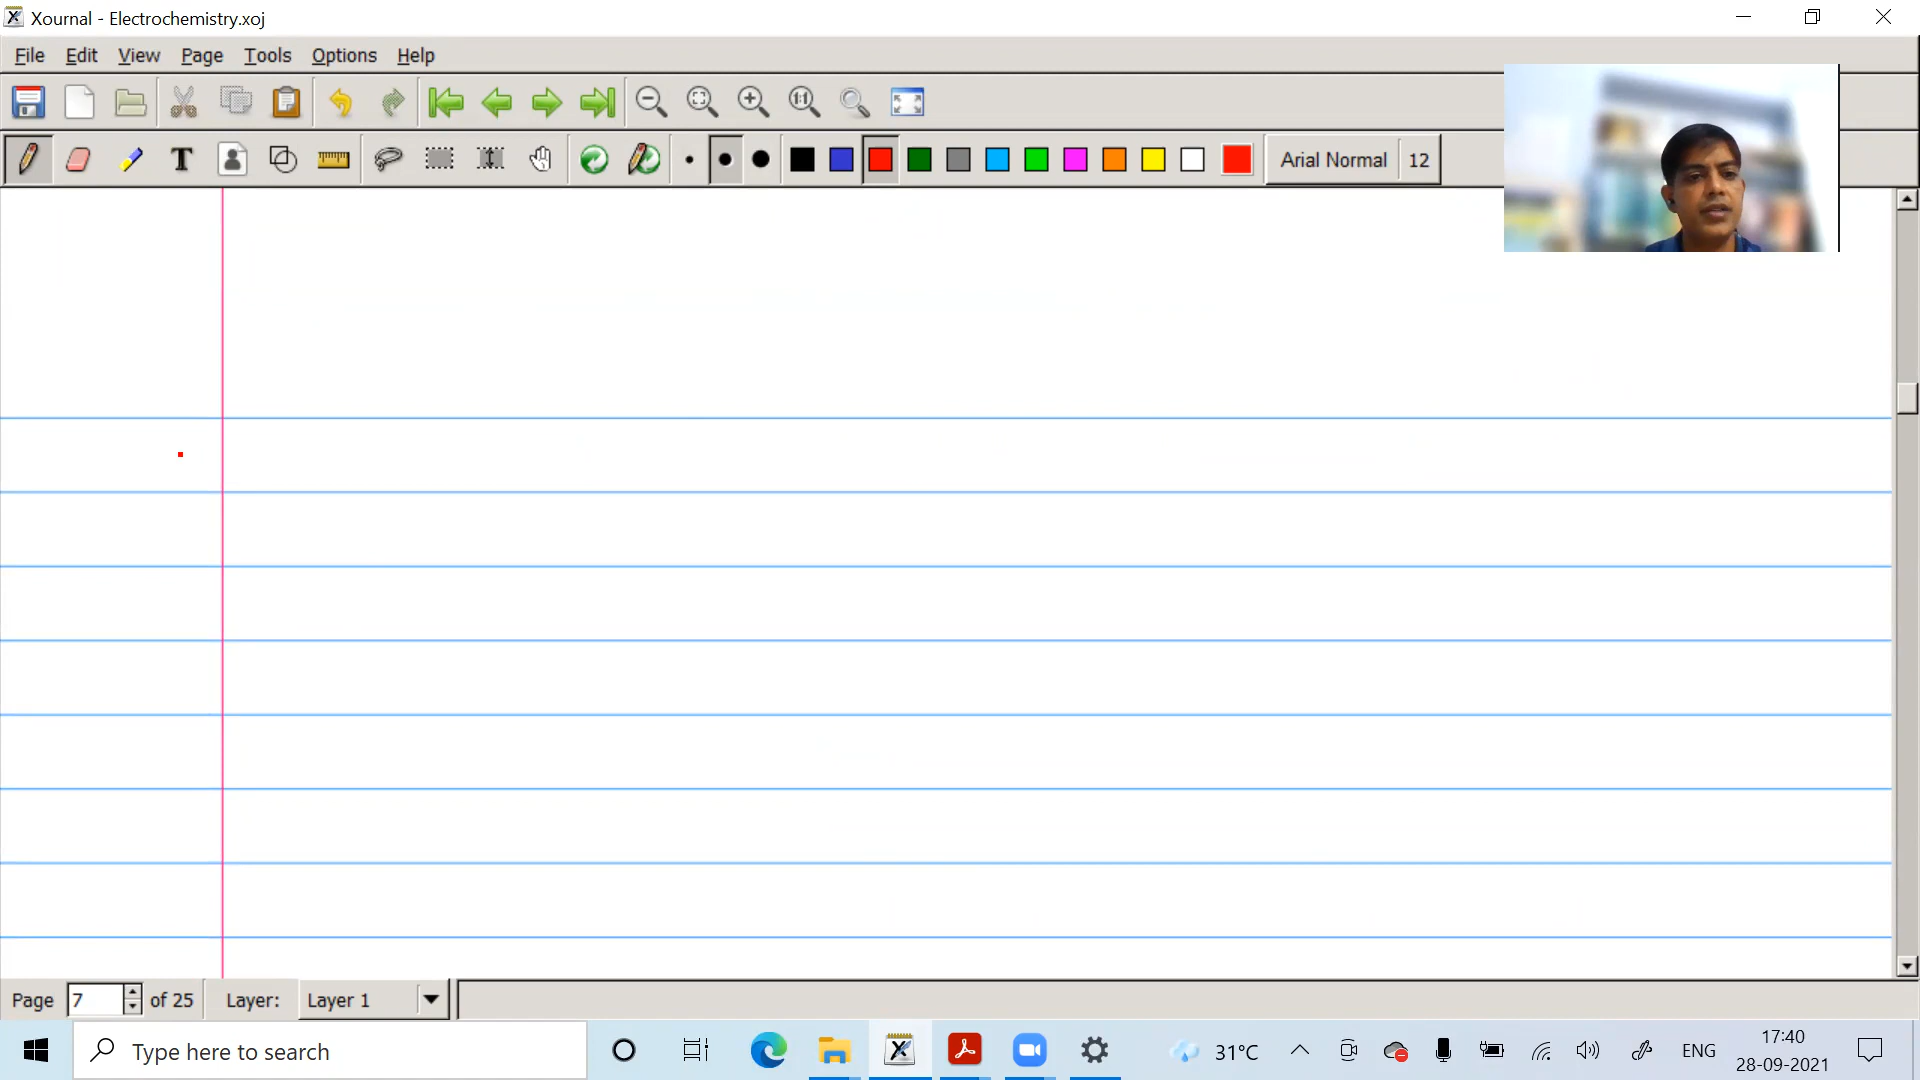 Xournal - Electrochemistry.xoj
File Edit View Page Tools Options Help
Arial Normal 12
Page 7 of 25 Layer: Layer 1
Type here to search
31°C
ENG
17:40
28-09-2021